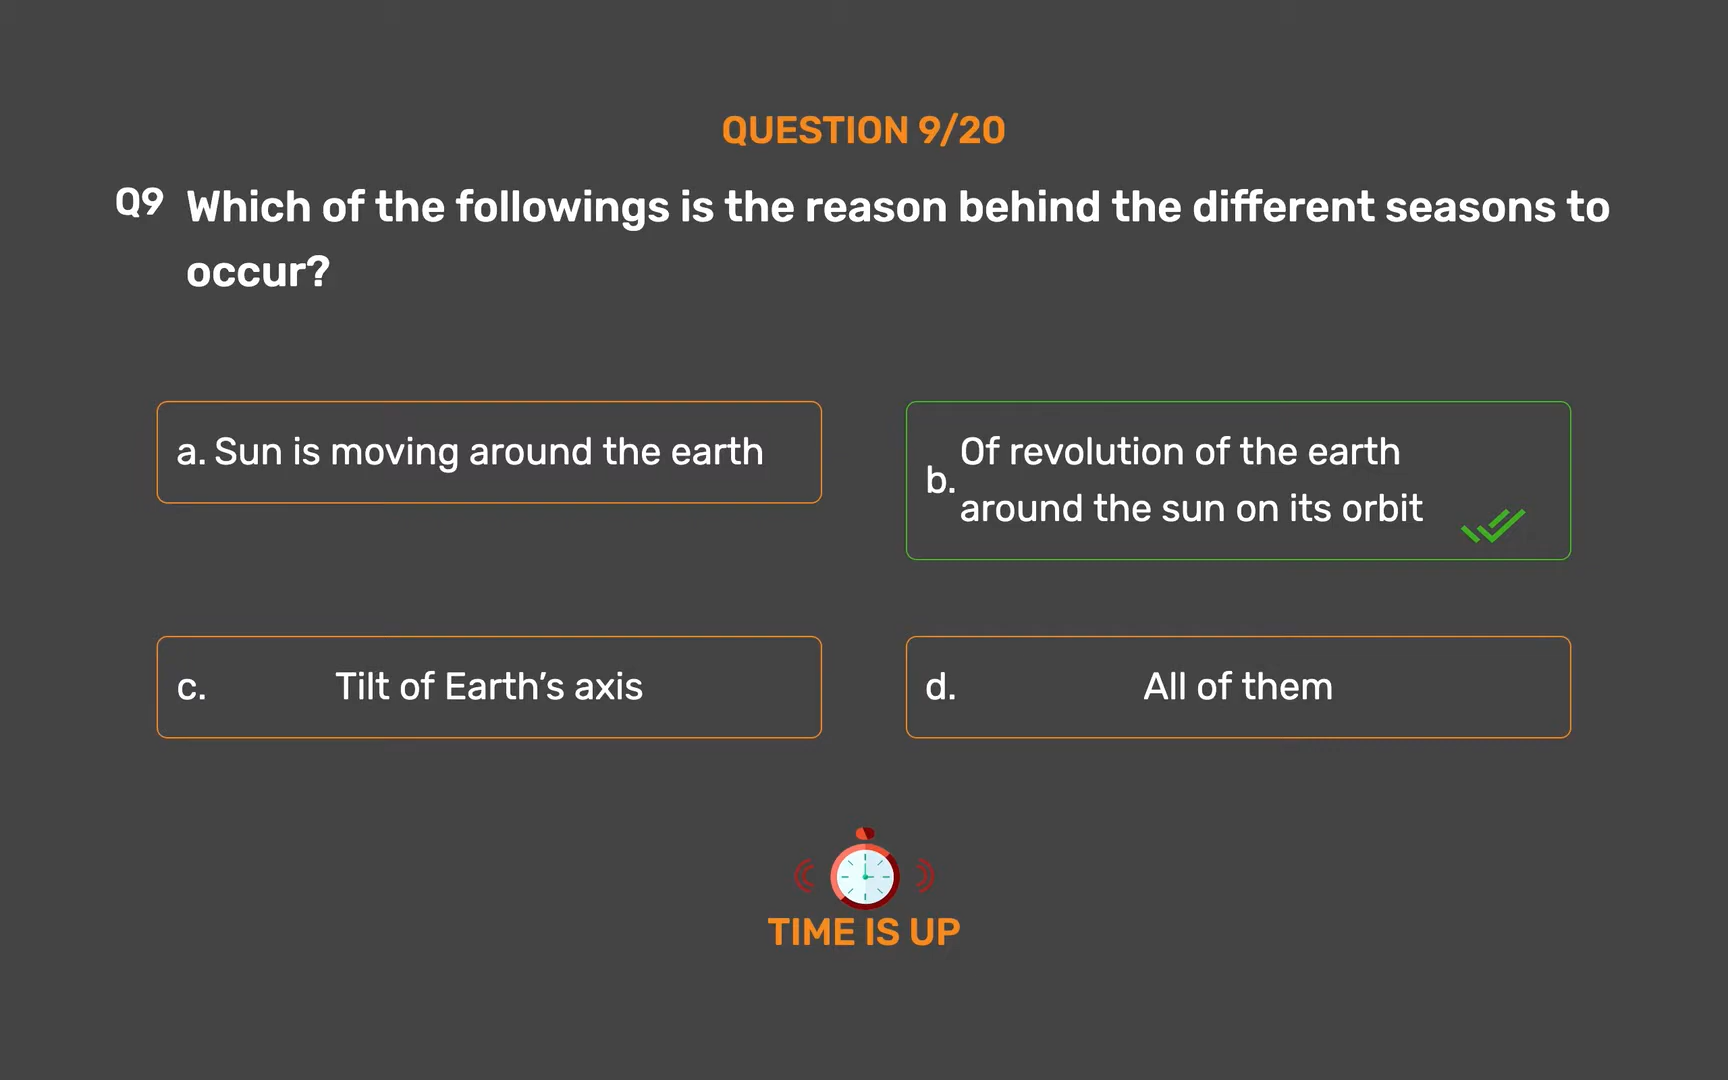 QUESTION 9/20
Q9 Which of the followings is the reason behind the different seasons to
occur?
a. Sun is moving around the earth
b. Of revolution of the earth
around the sun on its orbit
c. Tilt of Earth’s axis
d. All of them
TIME IS UP